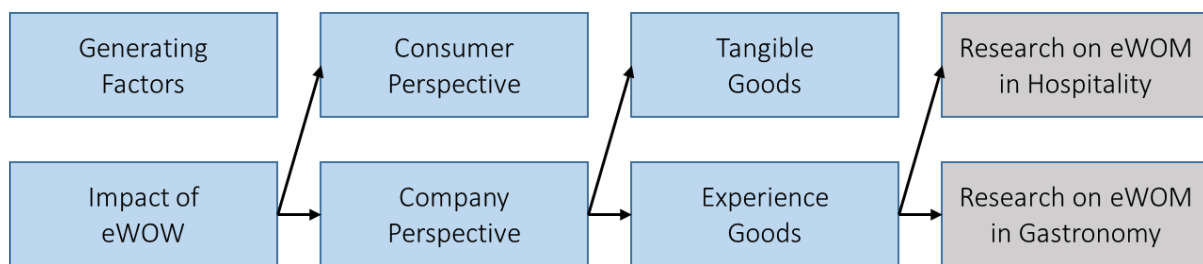 Generating
Factors
Consumer
Perspective
Tangible
Goods
Research on eWOM
in Hospitality
Impact of
eWOW
Company
Perspective
Experience
Goods
Research on eWOM
in Gastronomy